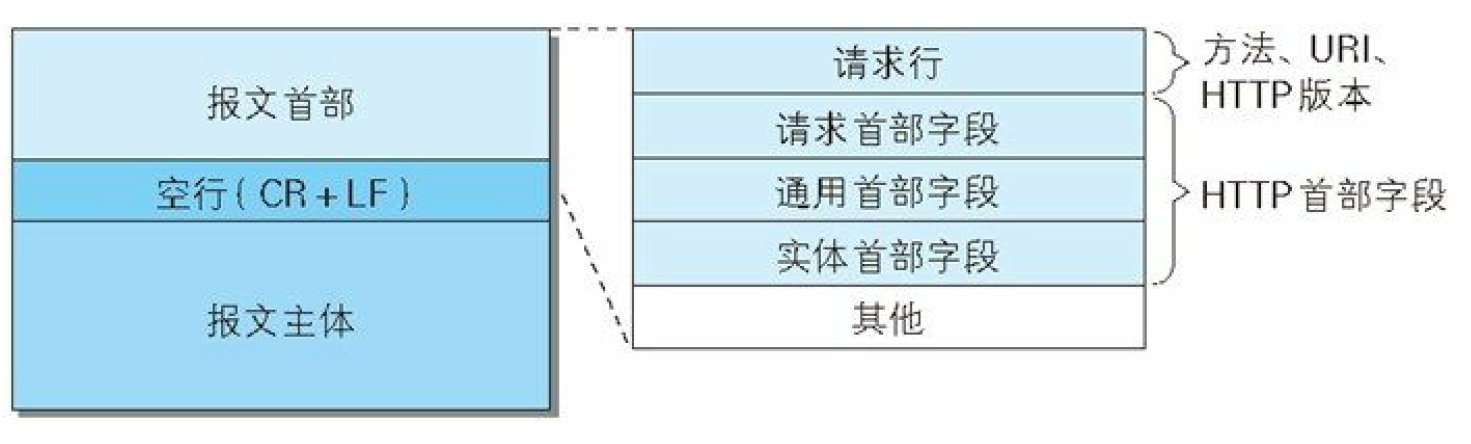 报文首部
空行(CR+LF)
报文主体
请求行
请求首部字段
通用首部字段
实体首部字段
其他
方法、URI、
HTTP版本
HTTP首部字段